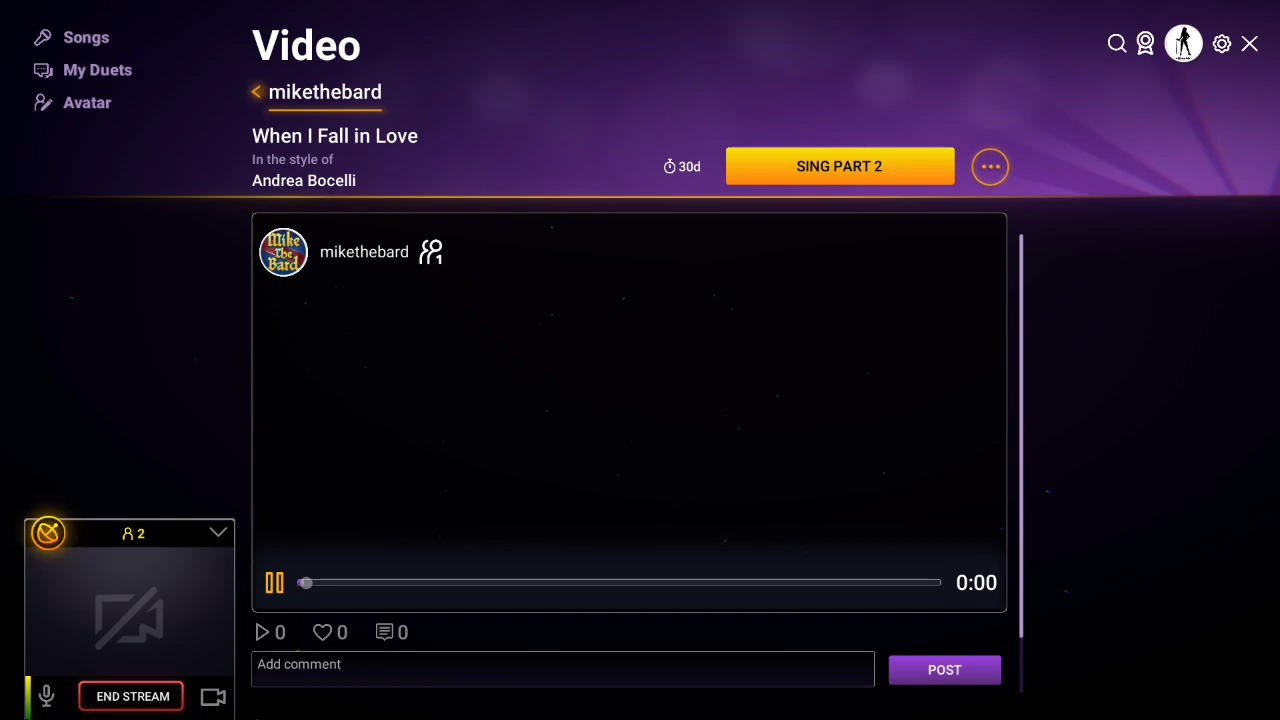 Songs
My Duets
Avatar
Video
mikethebard
When I Fall in Love
In the style of
Andrea Bocelli
30d
SING PART 2
Mike
The
Bard
mikethebard
1
0:00
0
0
0
Add comment
POST
2
END STREAM